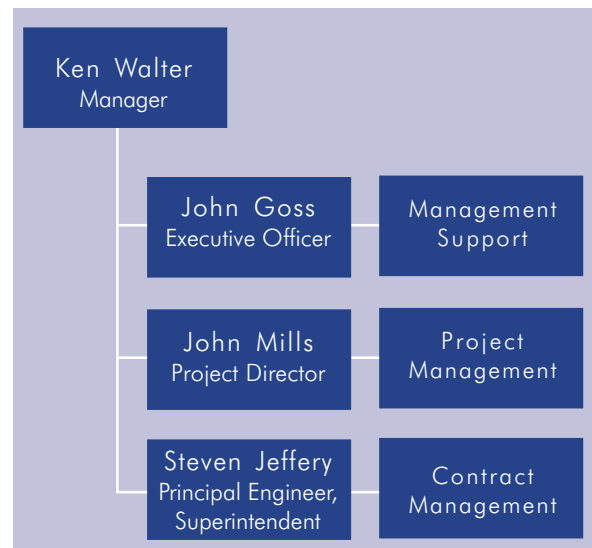 Ken Walter
Manager
John Goss
Executive Officer
Management
Support
John Mills
Project Director
Project
Management
Steven Jeffery
Principal Engineer,
Superintendent
Contract
Management